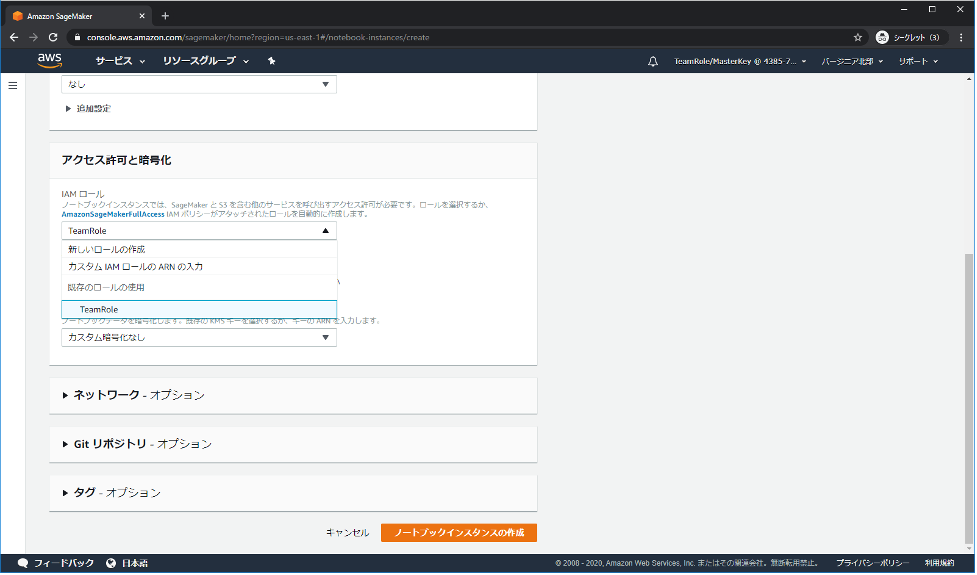 Amazon SageMaker
console.aws.amazon.com/sagemaker/home?region=us-east-1#/notebook-instances/create
シークレット (3)
aws
サービス
リソースグループ
TeamRole/MasterKey @ 4385-7...
バージニア北部
サポート
なし
追加設定
アクセス許可と暗号化
IAM ロール
ノートブックインスタンスでは、SageMaker と S3 を含む他のサービスを呼び出すアクセス許可が必要です。ロールを選択するか、
AmazonSageMakerFullAccess IAM ポリシーがアタッチされたロールを自動的に作成します。
TeamRole
新しいロールの作成
カスタム IAM ロールの ARN の入力
既存のロールの使用
TeamRole
ノートブックデータを暗号化します。既存の KMS キーを選択するか、キーの ARN を入力します。
カスタム暗号化なし
ネットワーク - オプション
Git リポジトリ - オプション
タグ - オプション
キャンセル
ノートブックインスタンスの作成
フィードバック
日本語
© 2008 - 2020, Amazon Web Services, Inc. またはその関連会社。無断転用禁止。
プライバシーポリシー
利用規約